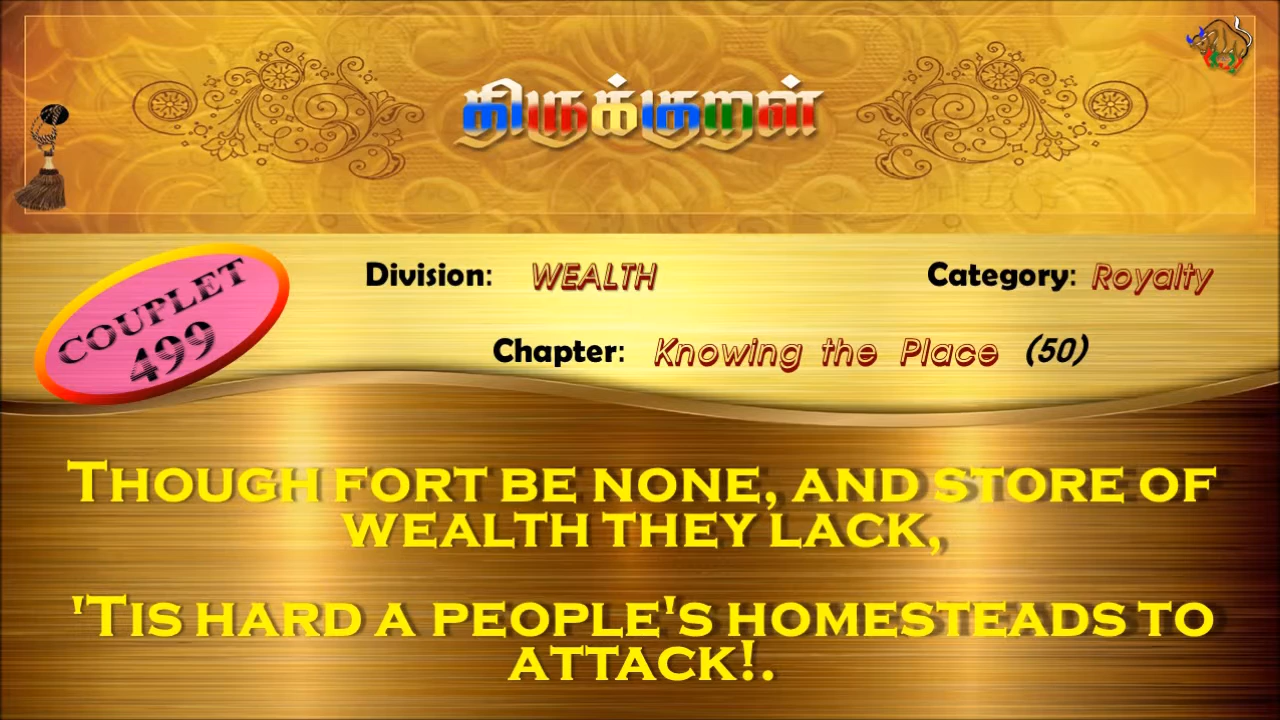 திருக்குறள்
COUPLET
499
Division: WEALTH Category: Royalty
Chapter: Knowing the Place (50)
THOUGH FORT BE NONE, AND STORE OF
WEALTH THEY LACK,
'TIS HARD A PEOPLE'S HOMESTEADS TO
ATTACK!.